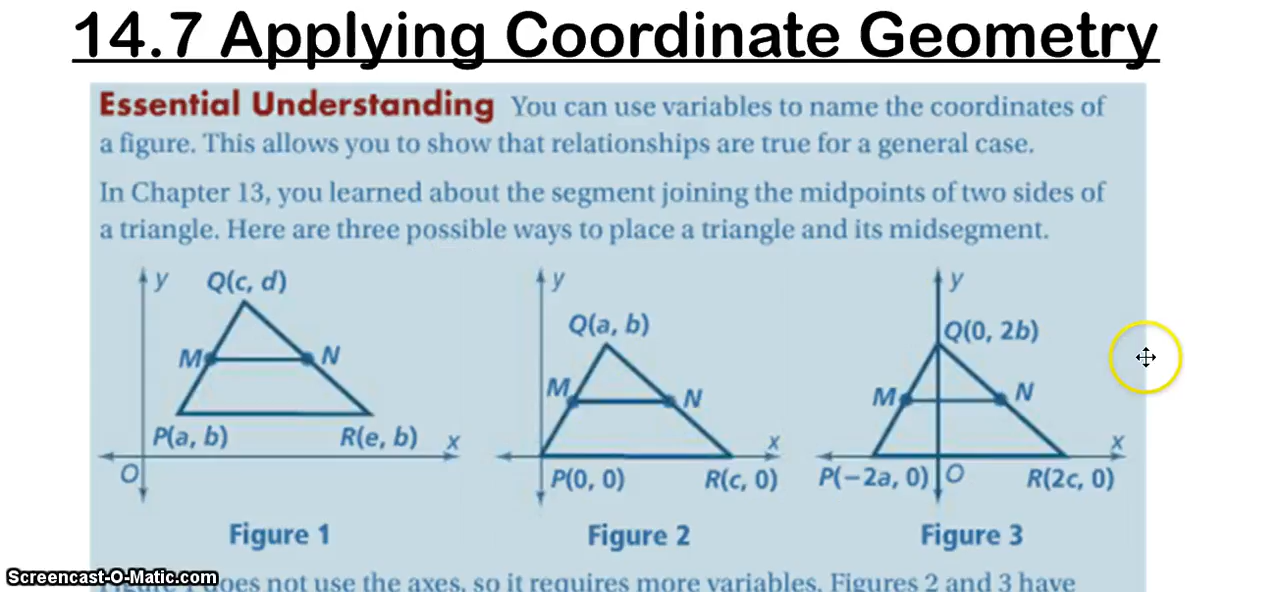 14.7 Applying Coordinate Geometry
Essential Understanding You can use variables to name the coordinates of
a figure. This allows you to show that relationships are true for a general case.
In Chapter 13, you learned about the segment joining the midpoints of two sides of
a triangle. Here are three possible ways to place a triangle and its midsegment.
y
Q(c, d)
M
N
P(a, b)
R(e, b)
x
O
Figure 1
y
Q(a, b)
M
N
x
P(0, 0)
R(c, 0)
Figure 2
y
Q(0, 2b)
M
N
x
P(−2a, 0)
O
R(2c, 0)
Figure 3
does not use the axes, so it requires more variables. Figures 2 and 3 have
Screencast-O-Matic.com